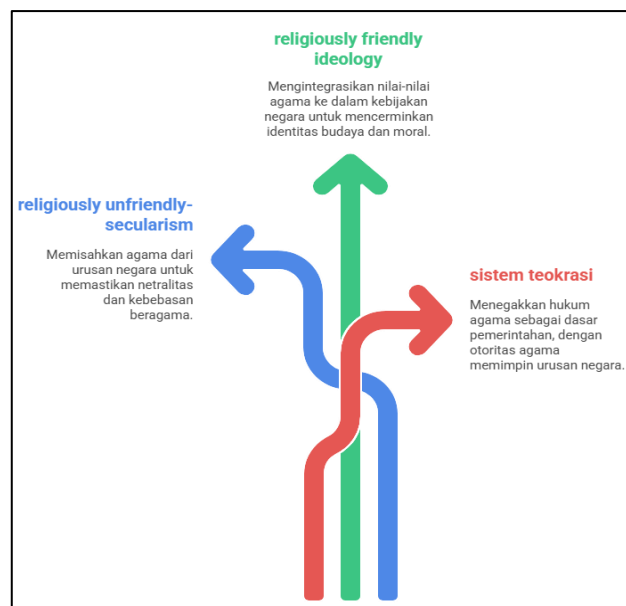 religiously friendly
ideology
Mengintegrasikan nilai-nilai
agama ke dalam kebijakan
negara untuk mencerminkan
identitas budaya dan moral.
religiously unfriendly-
secularism
Memisahkan agama dari
urusan negara untuk
memastikan netralitas
dan kebebasan
beragama.
sistem teokrasi
Menegakkan hukum
agama sebagai dasar
pemerintahan, dengan
otoritas agama
memimpin urusan negara.